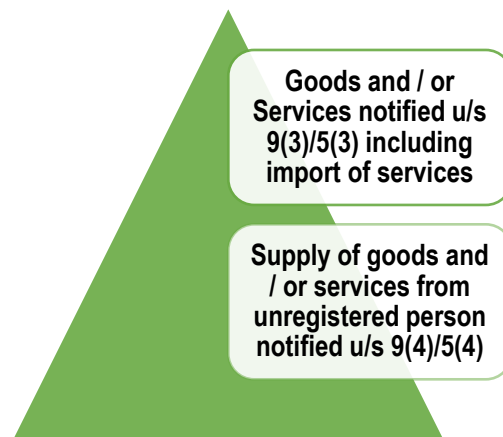 Goods and / or
Services notified u/s
9(3)/5(3) including
import of services
Supply of goods and
/ or services from
unregistered person
notified u/s 9(4)/5(4)